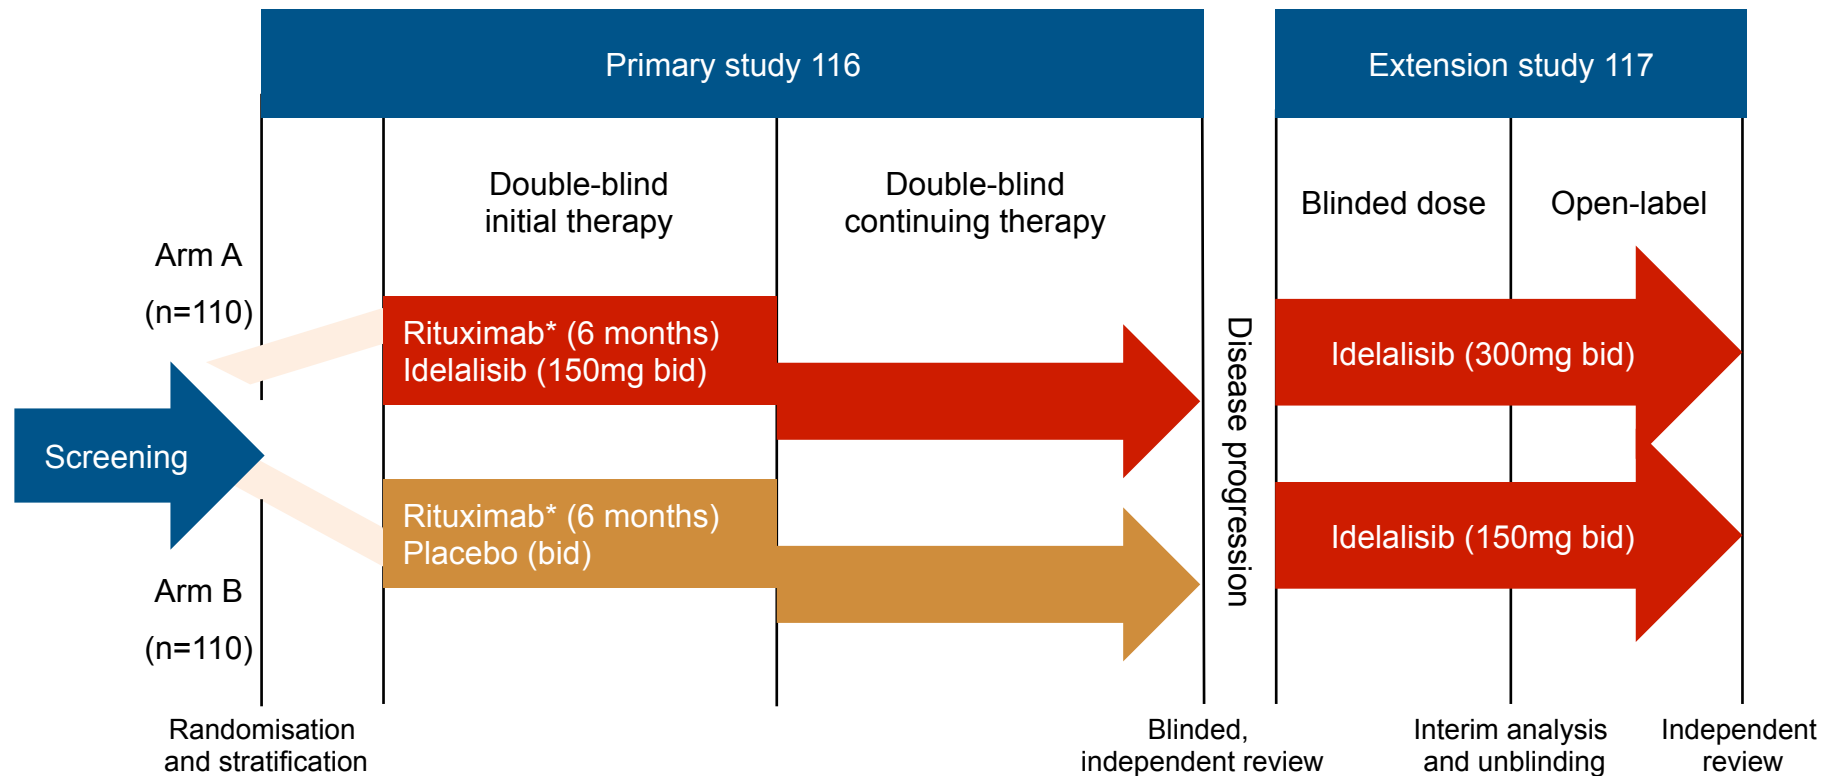 Primary study 116
Extension study 117
Double-blind
initial therapy
Double-blind
continuing therapy
Blinded dose
Open-label
Arm A
(n=110)
Rituximab* (6 months)
Idelalisib (150mg bid)
Disease progression
Idelalisib (300mg bid)
Screening
Rituximab* (6 months)
Placebo (bid)
Idelalisib (150mg bid)
Arm B
(n=110)
Randomisation
and stratification
Blinded,
independent review
Interim analysis
and unblinding
Independent
review